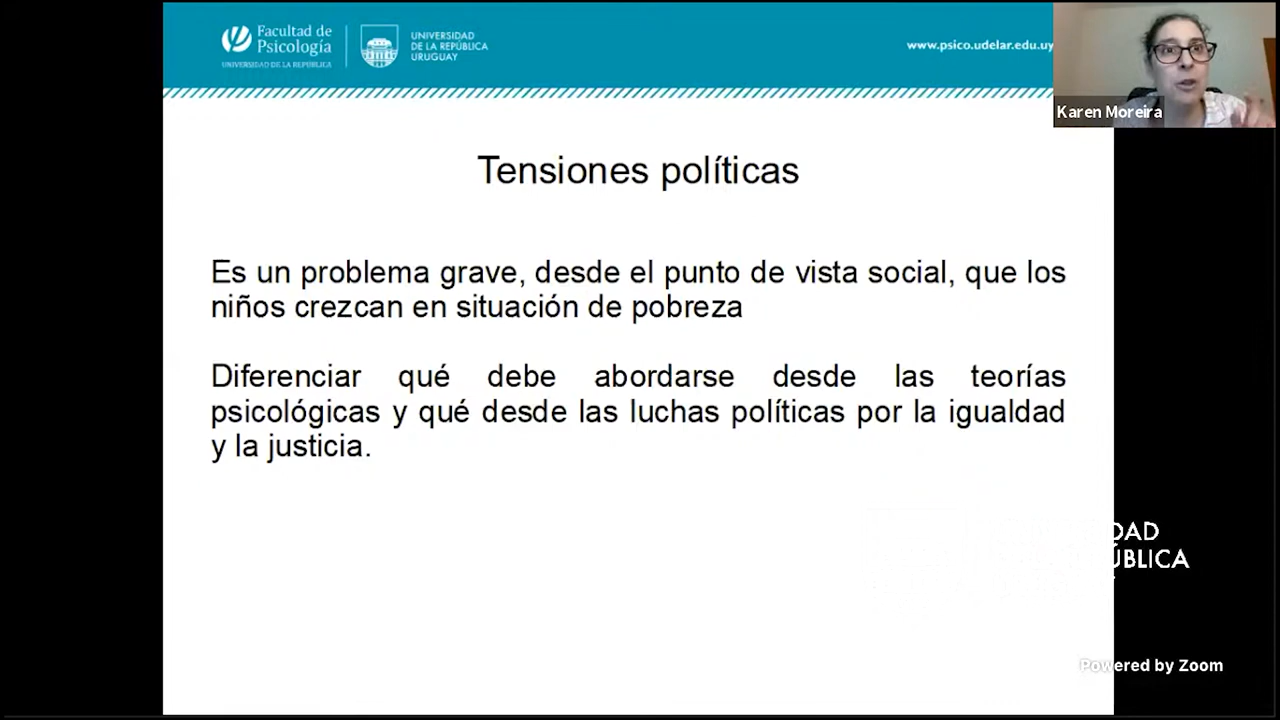 Facultad de
Psicología
UNIVERSIDAD DE LA REPÚBLICA
UNIVERSIDAD
DE LA REPÚBLICA
URUGUAY
www.psico.udelar.edu.uy
Karen Moreira
Tensiones políticas
Es un problema grave, desde el punto de vista social, que los
niños crezcan en situación de pobreza
Diferenciar qué debe abordarse desde las teorías
psicológicas y qué desde las luchas políticas por la igualdad
y la justicia.
DAD
ÚBLICA
Powered by Zoom